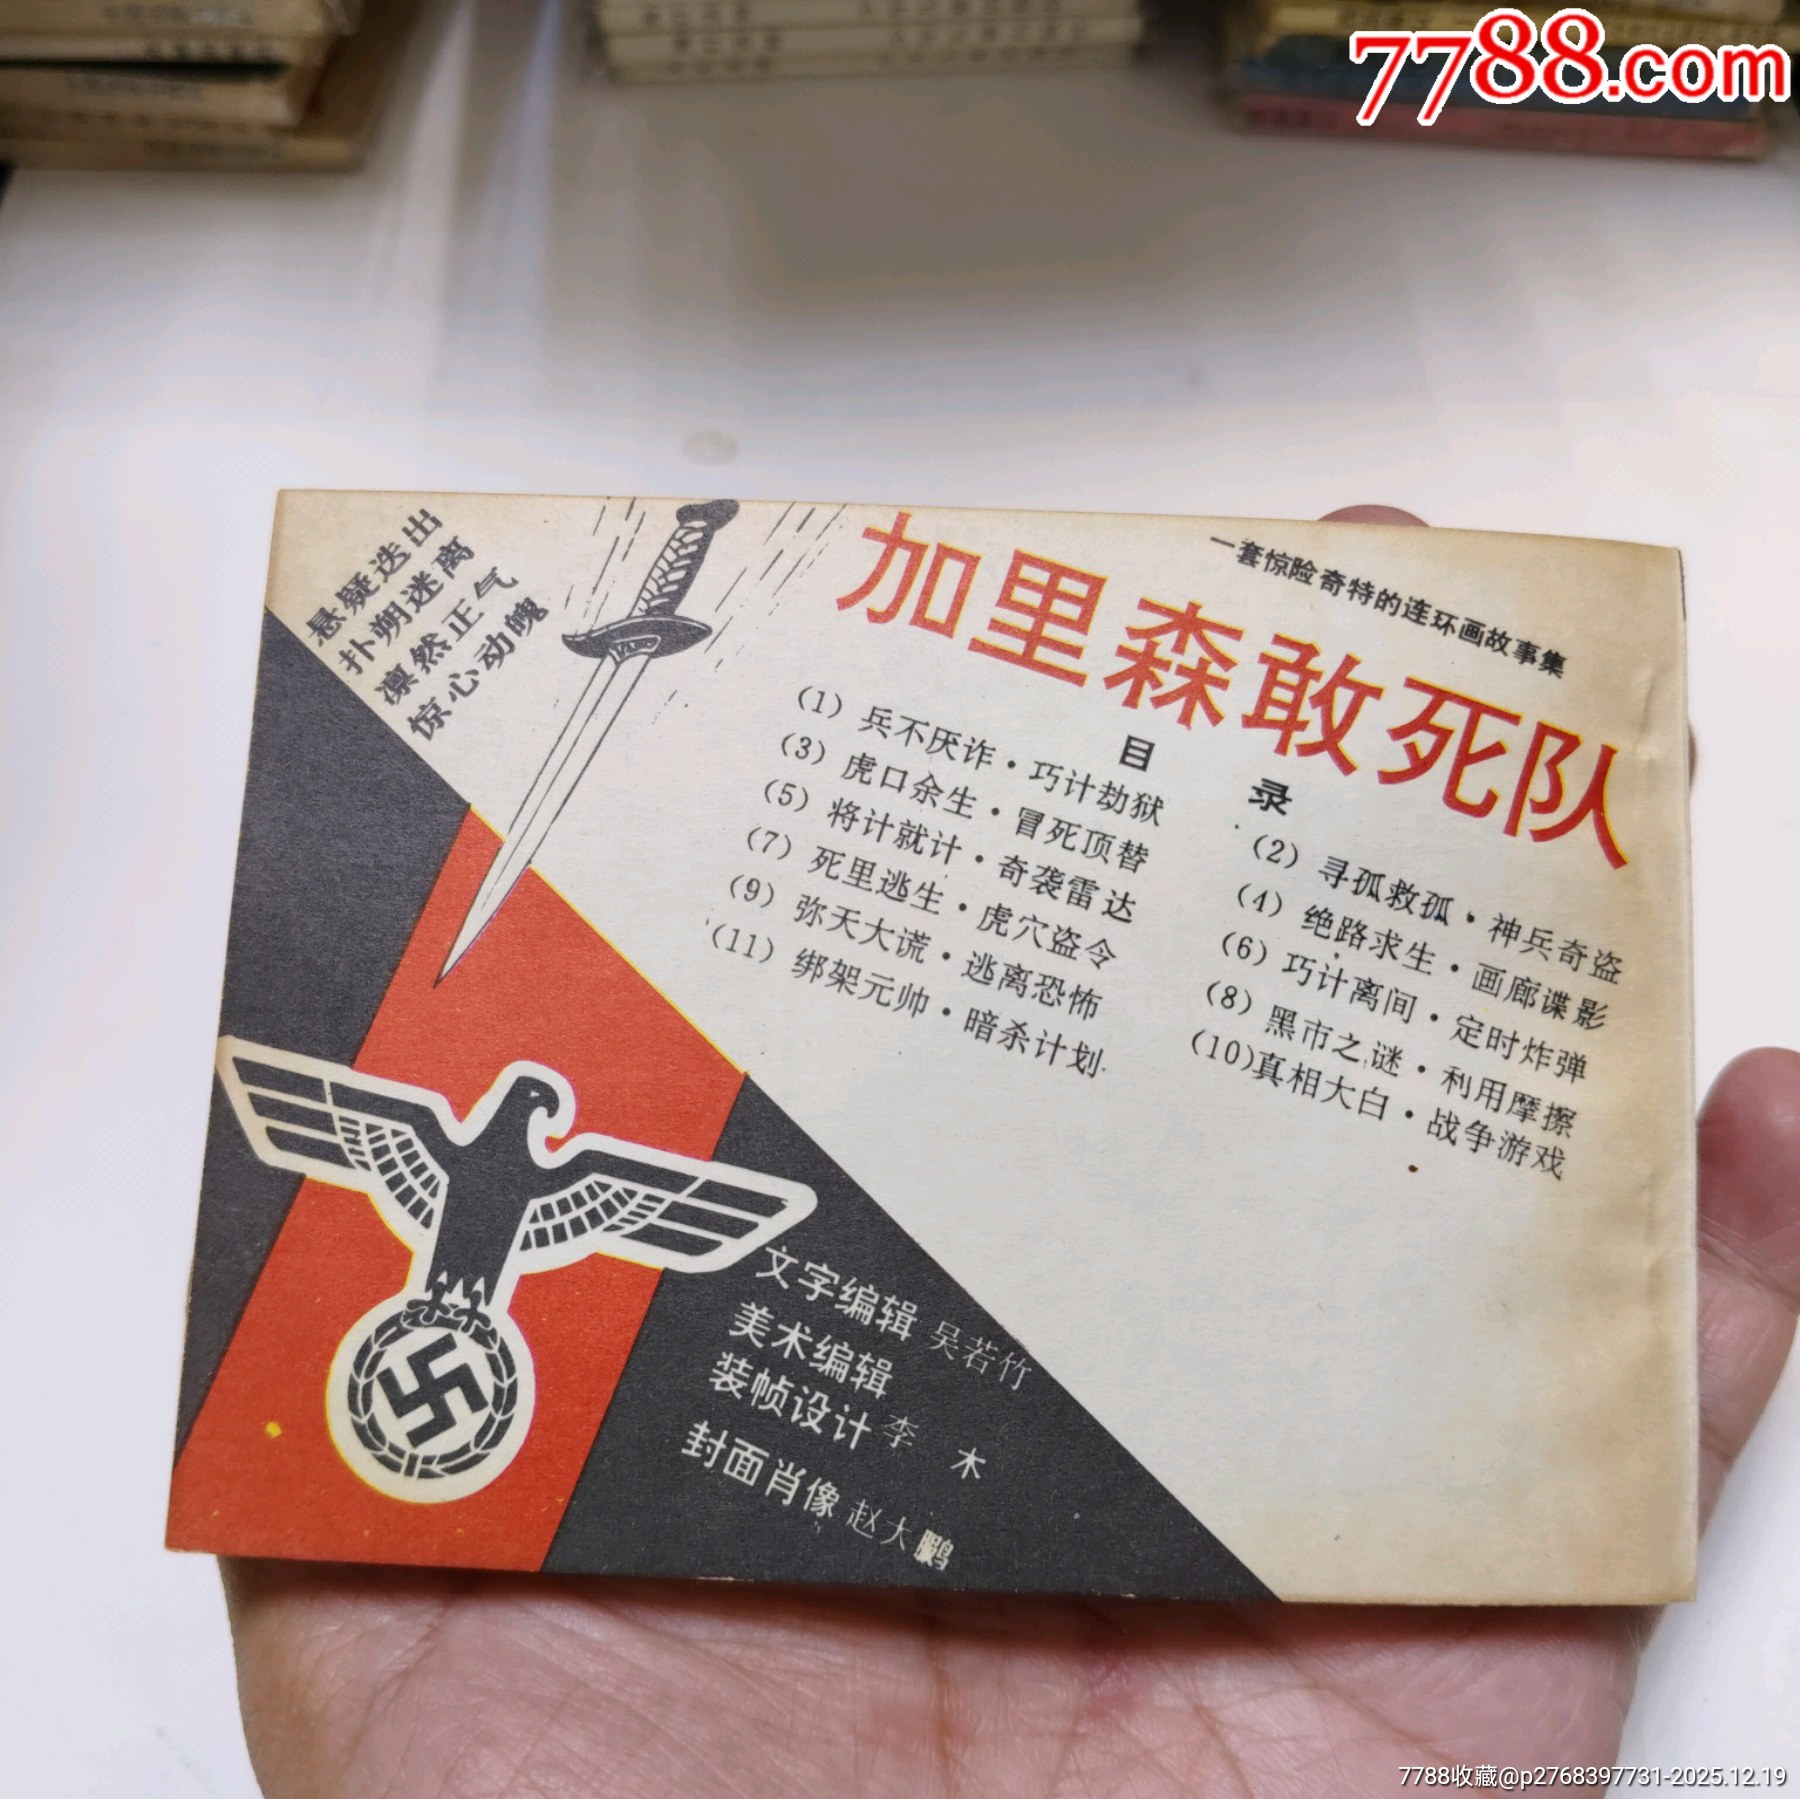 7788.com
一套惊险奇特的连环画故事集
加里森敢死队
悬疑迭出
扑朔迷离
凛然正气
惊心动魄
目录
(1) 兵不厌诈·巧计劫狱
(2) 寻孤救孤·神兵奇盗
(3) 虎口余生·冒死顶替
(4) 绝路求生·画廊谍影
(5) 将计就计·奇袭雷达
(6) 巧计离间·定时炸弹
(7) 死里逃生·虎穴盗令
(8) 黑市之谜·利用摩擦
(9) 弥天大谎·逃离恐怖
(10)真相大白·战争游戏
(11) 绑架元帅·暗杀计划
文字编辑 吴若竹
美术编辑
装帧设计 李木
封面肖像 赵大鹏
7788收藏@p2768397731-2025.12.19